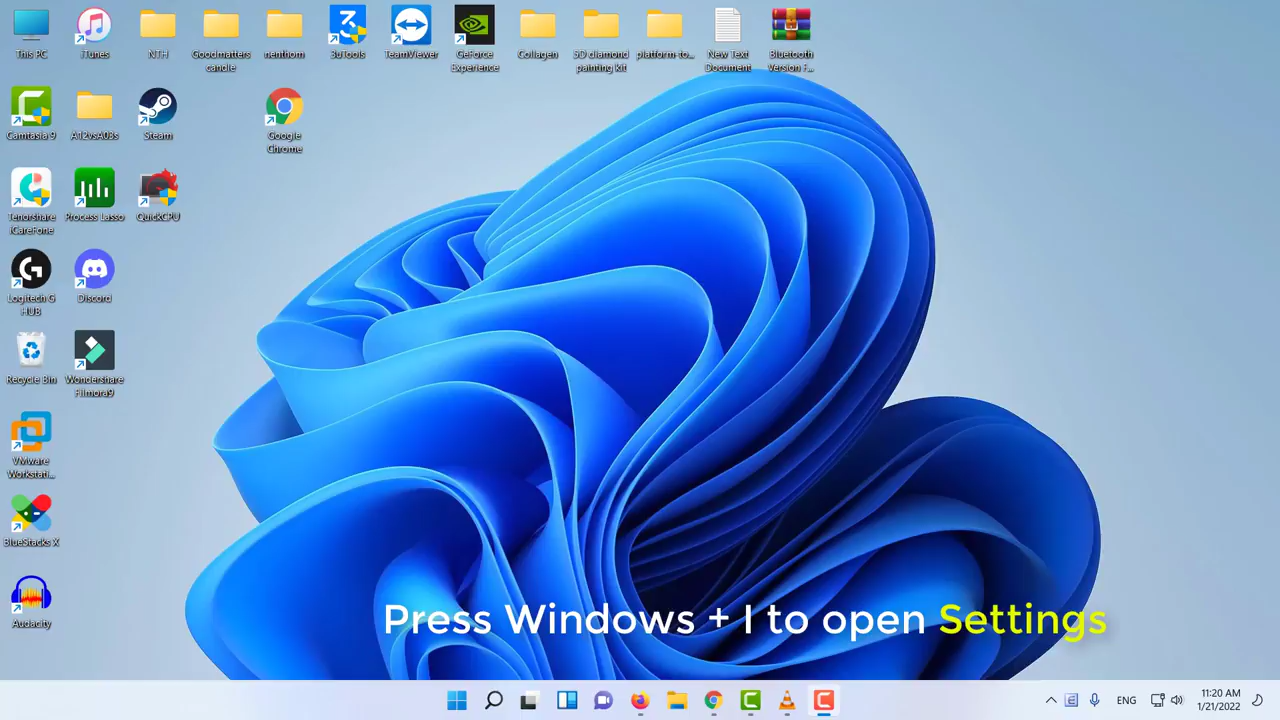 This PC
iTunes
NTH
Goodmatters
candle
nenthom
3uTools
TeamViewer
GeForce
Experience
Collagen
5D diamond
painting kit
platform-to...
New Text
Document
Bluetooth
Version F...
Camtasia 9
A12vsA03s
Steam
Google
Chrome
Tenorshare
iCareFone
Process Lasso
QuickCPU
Logitech G
HUB
Discord
Recycle Bin
Wondershare
Filmora9
VMware
Workstati...
BlueStacks X
Audacity
Press Windows + I to open Settings
ENG
11:20 AM
1/21/2022